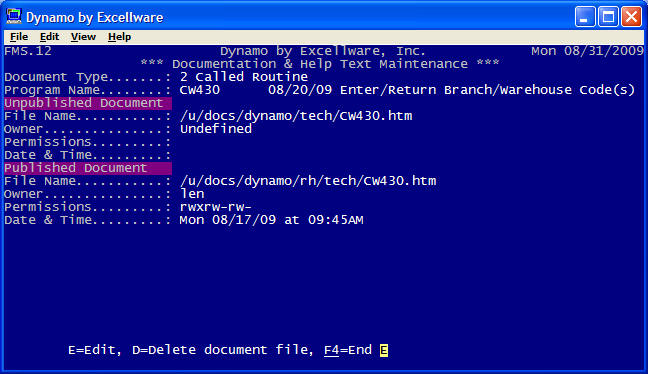 Dynamo by Excellware
File Edit View Help
FMS.12 Dynamo by Excellware, Inc. Mon 08/31/2009
*** Documentation & Help Text Maintenance ***
Document Type.......: 2 Called Routine
Program Name........: CW430 08/20/09 Enter/Return Branch/Warehouse Code(s)
Unpublished Document
File Name...........: /u/docs/dynamo/tech/CW430.htm
Owner...............: Undefined
Permissions.........:
Date & Time.........:
Published Document
File Name...........: /u/docs/dynamo/rh/tech/CW430.htm
Owner...............: len
Permissions.........: rwxrw-rw-
Date & Time.........: Mon 08/17/09 at 09:45AM
E=Edit, D=Delete document file, F4=End E